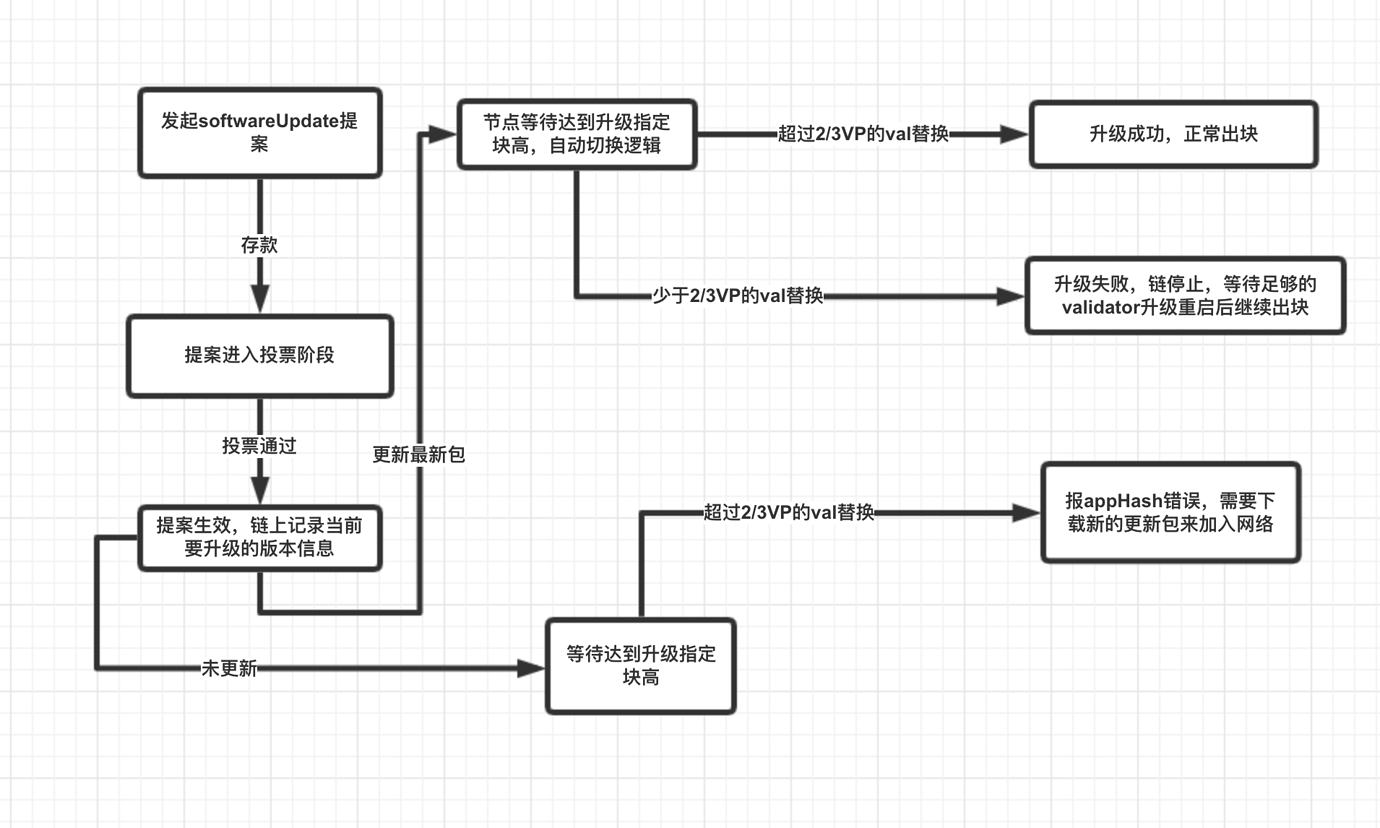 发起softwareUpdate提
案
存款
提案进入投票阶段
投票通过
提案生效，链上记录当前
要升级的版本信息
更新最新包
节点等待达到升级指定
块高，自动切换逻辑
超过2/3VP的val替换
升级成功，正常出块
少于2/3VP的val替换
升级失败，链停止，等待足够的
validator升级重启后继续出块
未更新
等待达到升级指定
块高
超过2/3VP的val替换
报appHash错误，需要下
载新的更新包来加入网络